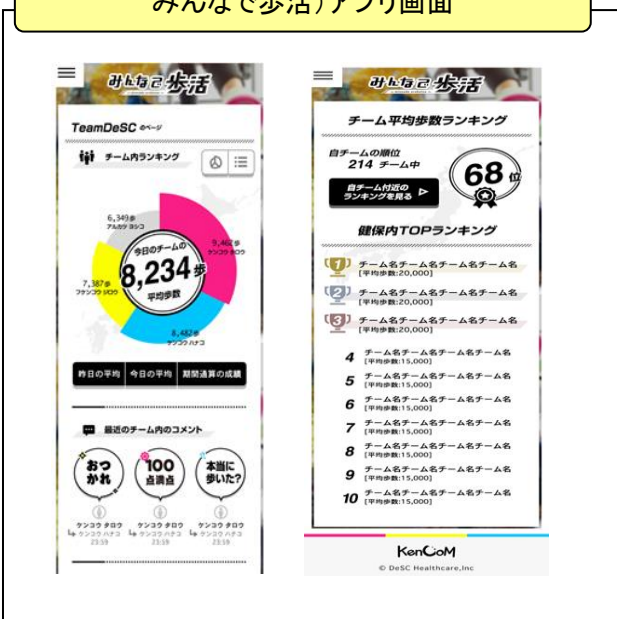 みんなで歩活）アプリ画面
みんなで歩活
TeamDeSC のページ
チーム内ランキング
6,349歩
アルカツ ヨシコ
9,462歩
ケンコウ タロウ
今日のチームの
8,234歩
平均歩数
7,387歩
フケンコウ ジロウ
8,482歩
ケンコウ ハナコ
昨日の平均 今日の平均 期間通算の成績
最近のチーム内のコメント
おつかれ
100点満点
本当に歩いた?
ケンコウ タロウ ケンコウ タロウ ケンコウ タロウ
ケンコウ ハナコ ケンコウ ハナコ ケンコウ ハナコ
23:59 23:59 23:59
みんなで歩活
チーム平均歩数ランキング
自チームの順位
214 チーム中
68位
自チーム付近の
ランキングを見る
健保内TOPランキング
1 チーム名チーム名チーム名チーム名
[平均歩数:20,000]
2 チーム名チーム名チーム名チーム名
[平均歩数:20,000]
3 チーム名チーム名チーム名チーム名
[平均歩数:20,000]
4 チーム名チーム名チーム名チーム名
[平均歩数:15,000]
5 チーム名チーム名チーム名チーム名
[平均歩数:15,000]
6 チーム名チーム名チーム名チーム名
[平均歩数:15,000]
7 チーム名チーム名チーム名チーム名
[平均歩数:15,000]
8 チーム名チーム名チーム名チーム名
[平均歩数:15,000]
9 チーム名チーム名チーム名チーム名
[平均歩数:15,000]
10 チーム名チーム名チーム名チーム名
[平均歩数:15,000]
KenCoM
© DeSC Healthcare,Inc